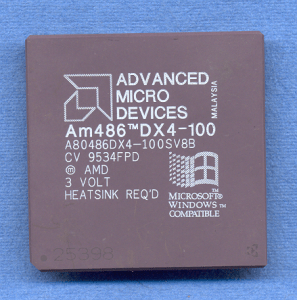 ADVANCED
MICRO
DEVICES
MALAYSIA
Am486™DX4-100
A80486DX4-100SV8B
CV 9534FPD
ⓜ AMD
3 VOLT
HEATSINK REQ'D
MICROSOFT®
WINDOWS™
COMPATIBLE